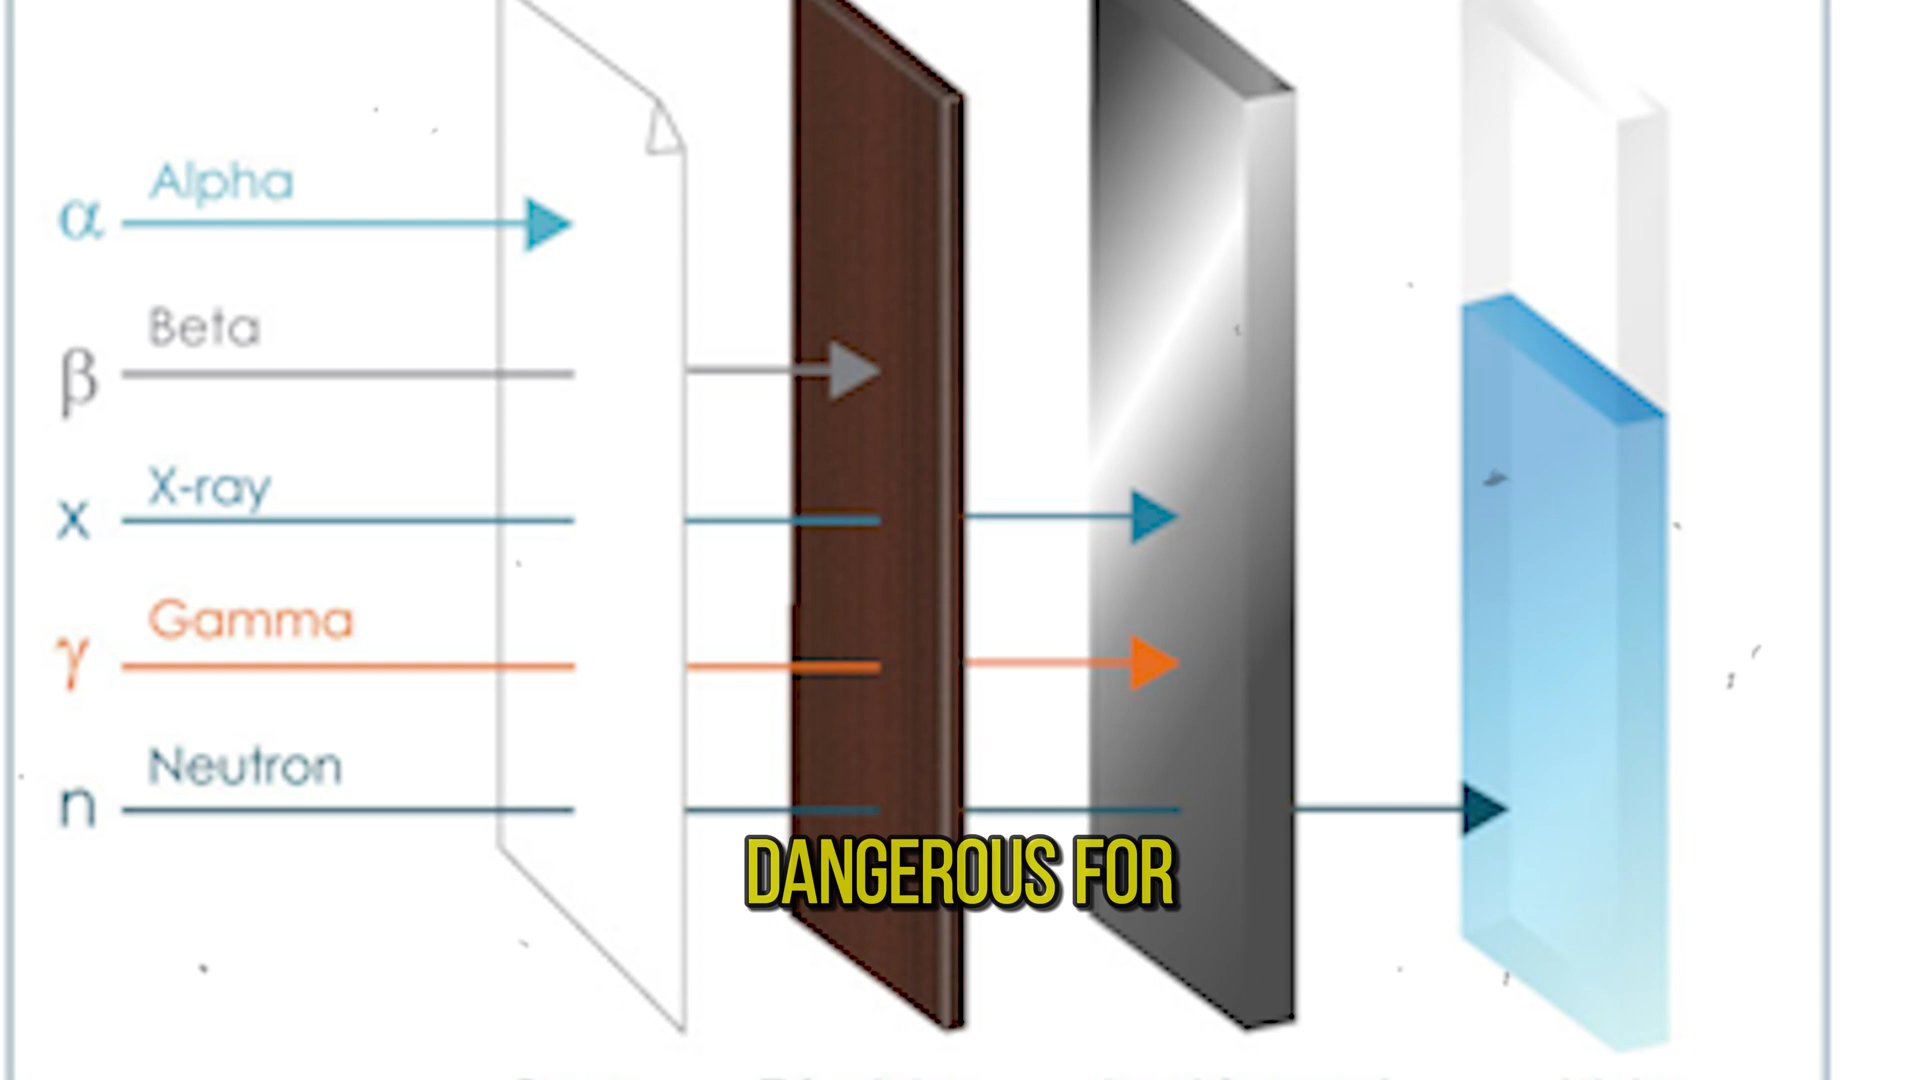 Alpha
α
Beta
β
X-ray
x
Gamma
γ
Neutron
n
DANGEROUS FOR